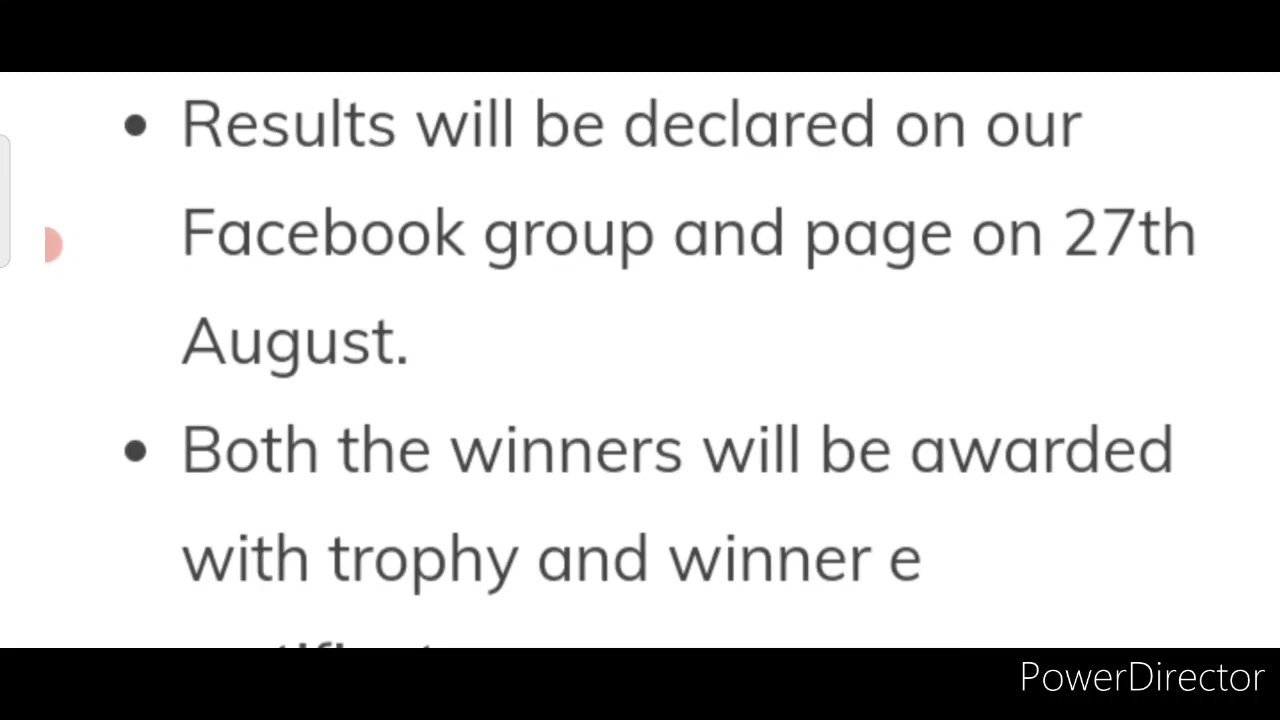 • Results will be declared on our
Facebook group and page on 27th
August.
• Both the winners will be awarded
with trophy and winner e
PowerDirector